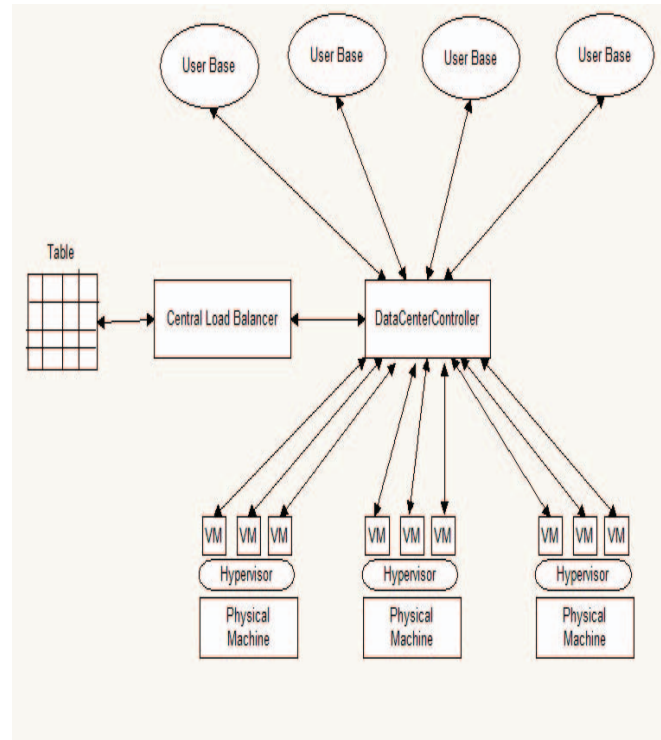 User Base
User Base
User Base
User Base
Table
Central Load Balancer
DataCenterController
VM
VM
VM
VM
VM
VM
VM
VM
VM
Hypervisor
Hypervisor
Hypervisor
Physical
Machine
Physical
Machine
Physical
Machine